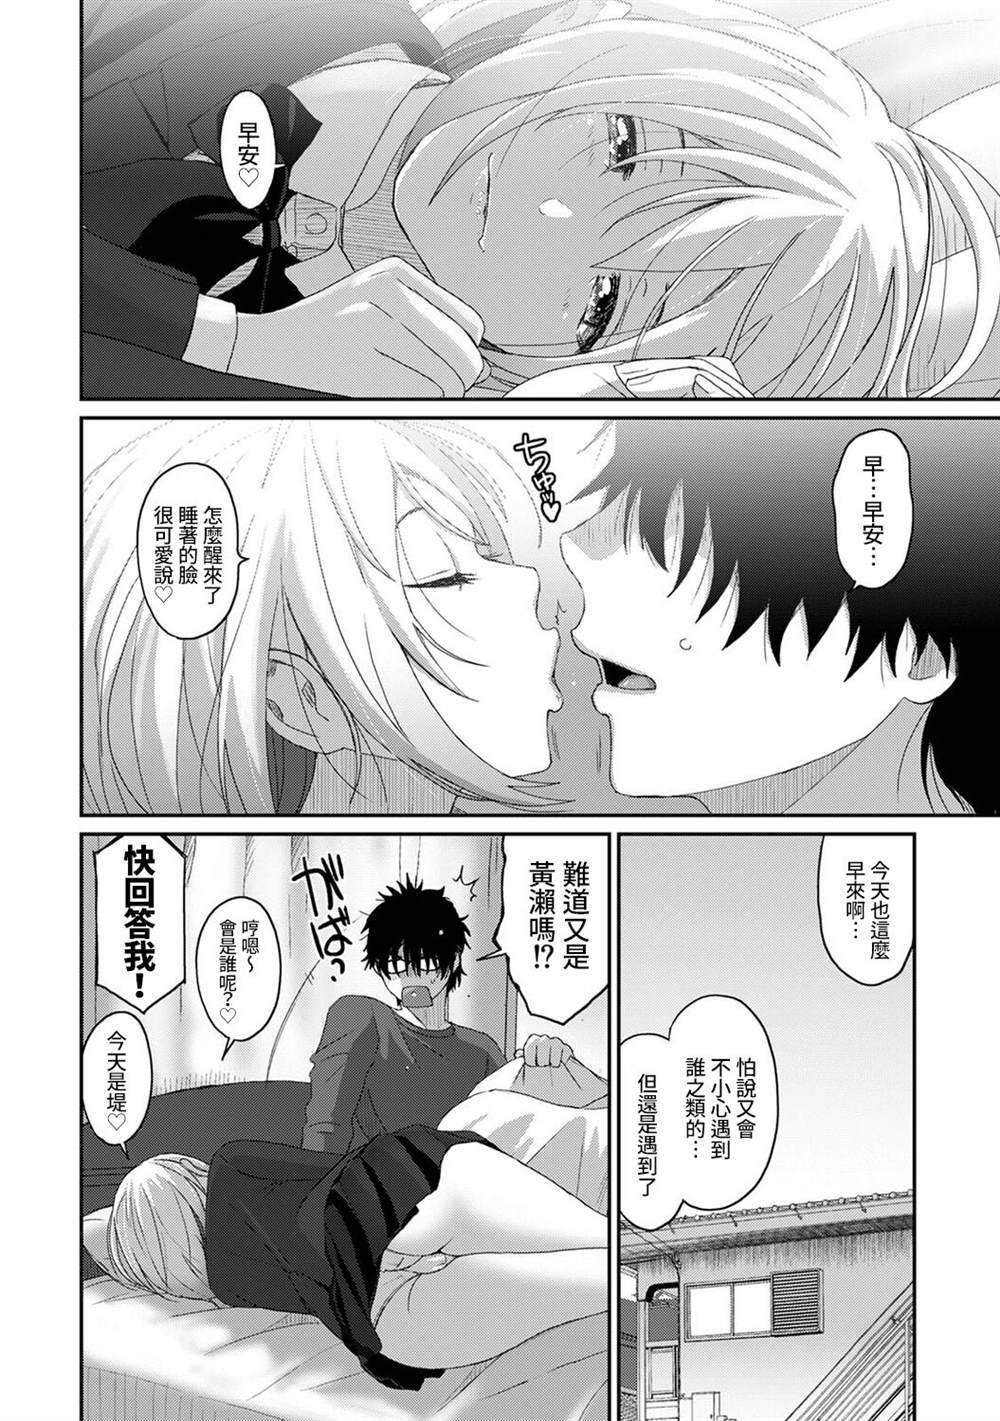 早安♡
早…早安…
ちゅッ♥
怎麼醒來了
睡著的臉
很可愛說♡
今天也這麼
早來啊…
怕說又會
不小心遇到
誰之類的…
但還是遇到了
難道又是
黃瀨嗎!?
がばっ
哼嗯～
會是誰呢?♡
快回答我!
今天是堤♡